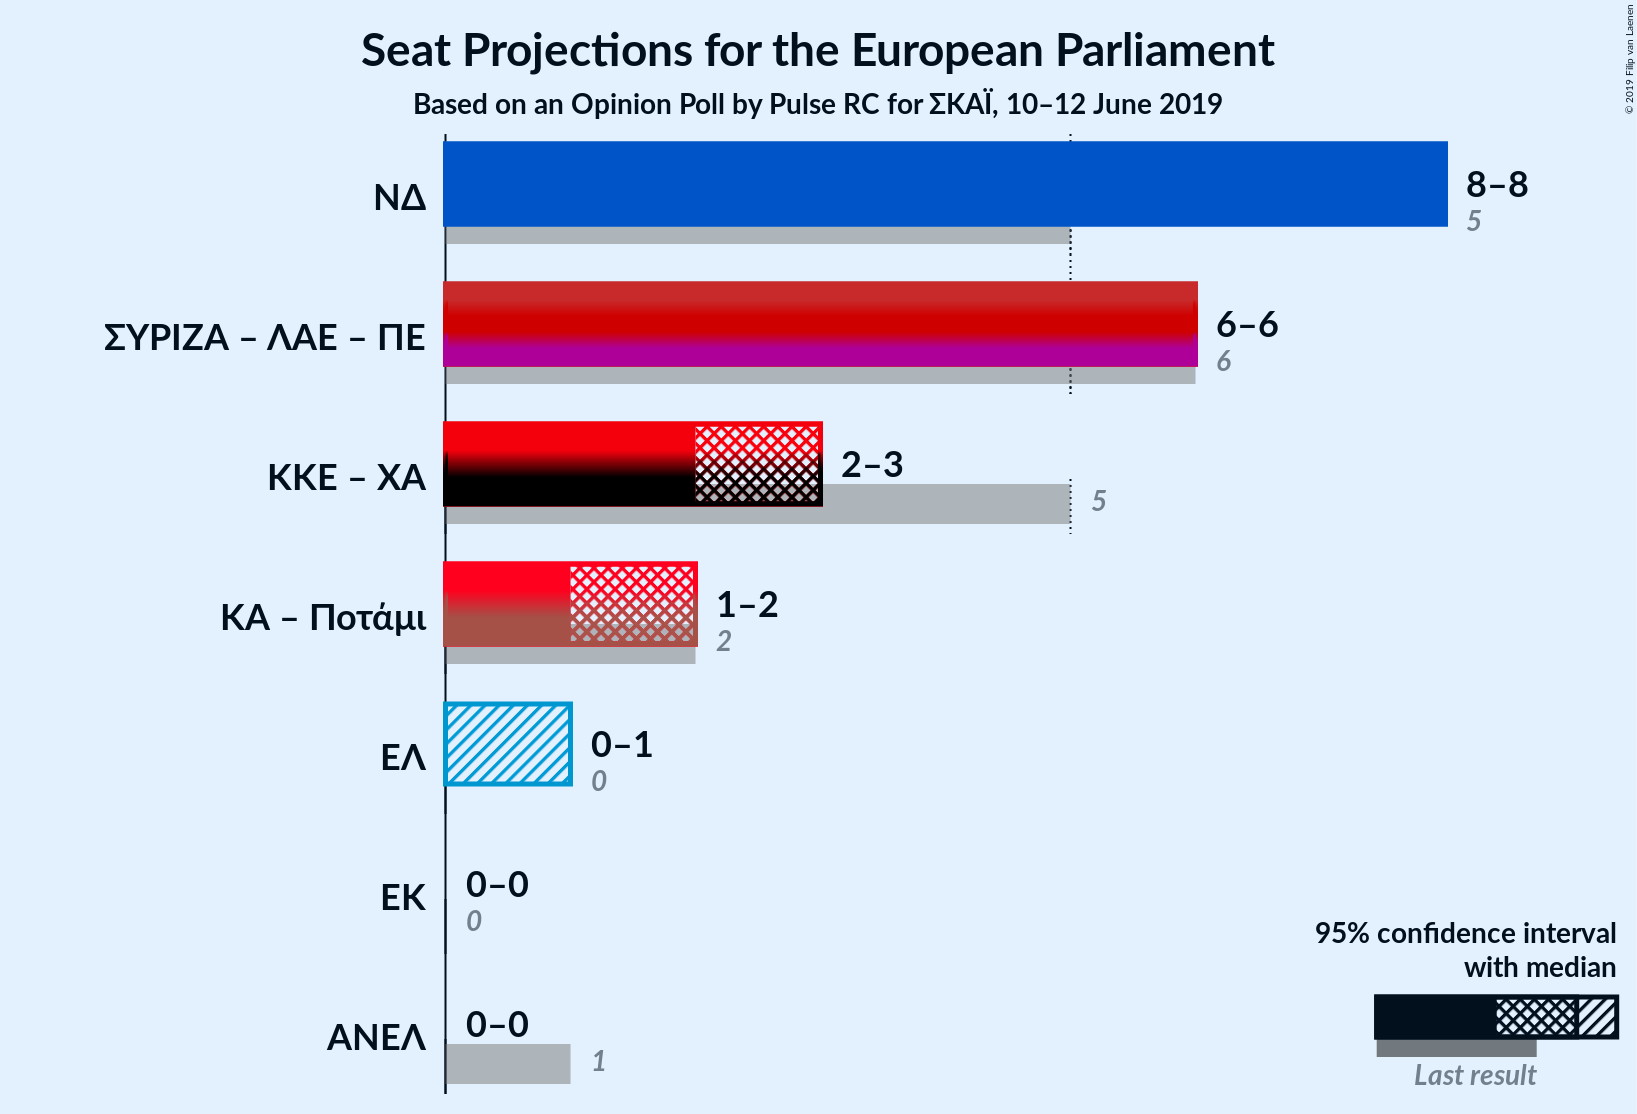 Seat Projections for the European Parliament
Based on an Opinion Poll by Pulse RC for ΣΚΑΪ, 10–12 June 2019
© 2019 Filip van Laenen
ΝΔ
8–8
5
ΣΥΡΙΖΑ – ΛΑΕ – ΠΕ
6–6
6
ΚΚΕ – ΧΑ
2–3
5
ΚΑ – Ποτάμι
1–2
2
ΕΛ
0–1
0
ΕΚ
0–0
0
ΑΝΕΛ
0–0
1
95% confidence interval
with median
Last result